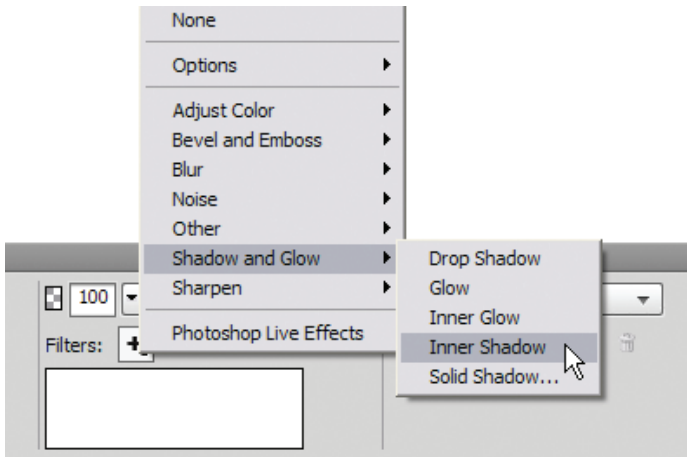 None
Options
Adjust Color
Bevel and Emboss
Blur
Noise
Other
Shadow and Glow
Sharpen
Photoshop Live Effects
Drop Shadow
Glow
Inner Glow
Inner Shadow
Solid Shadow...
100
Filters: